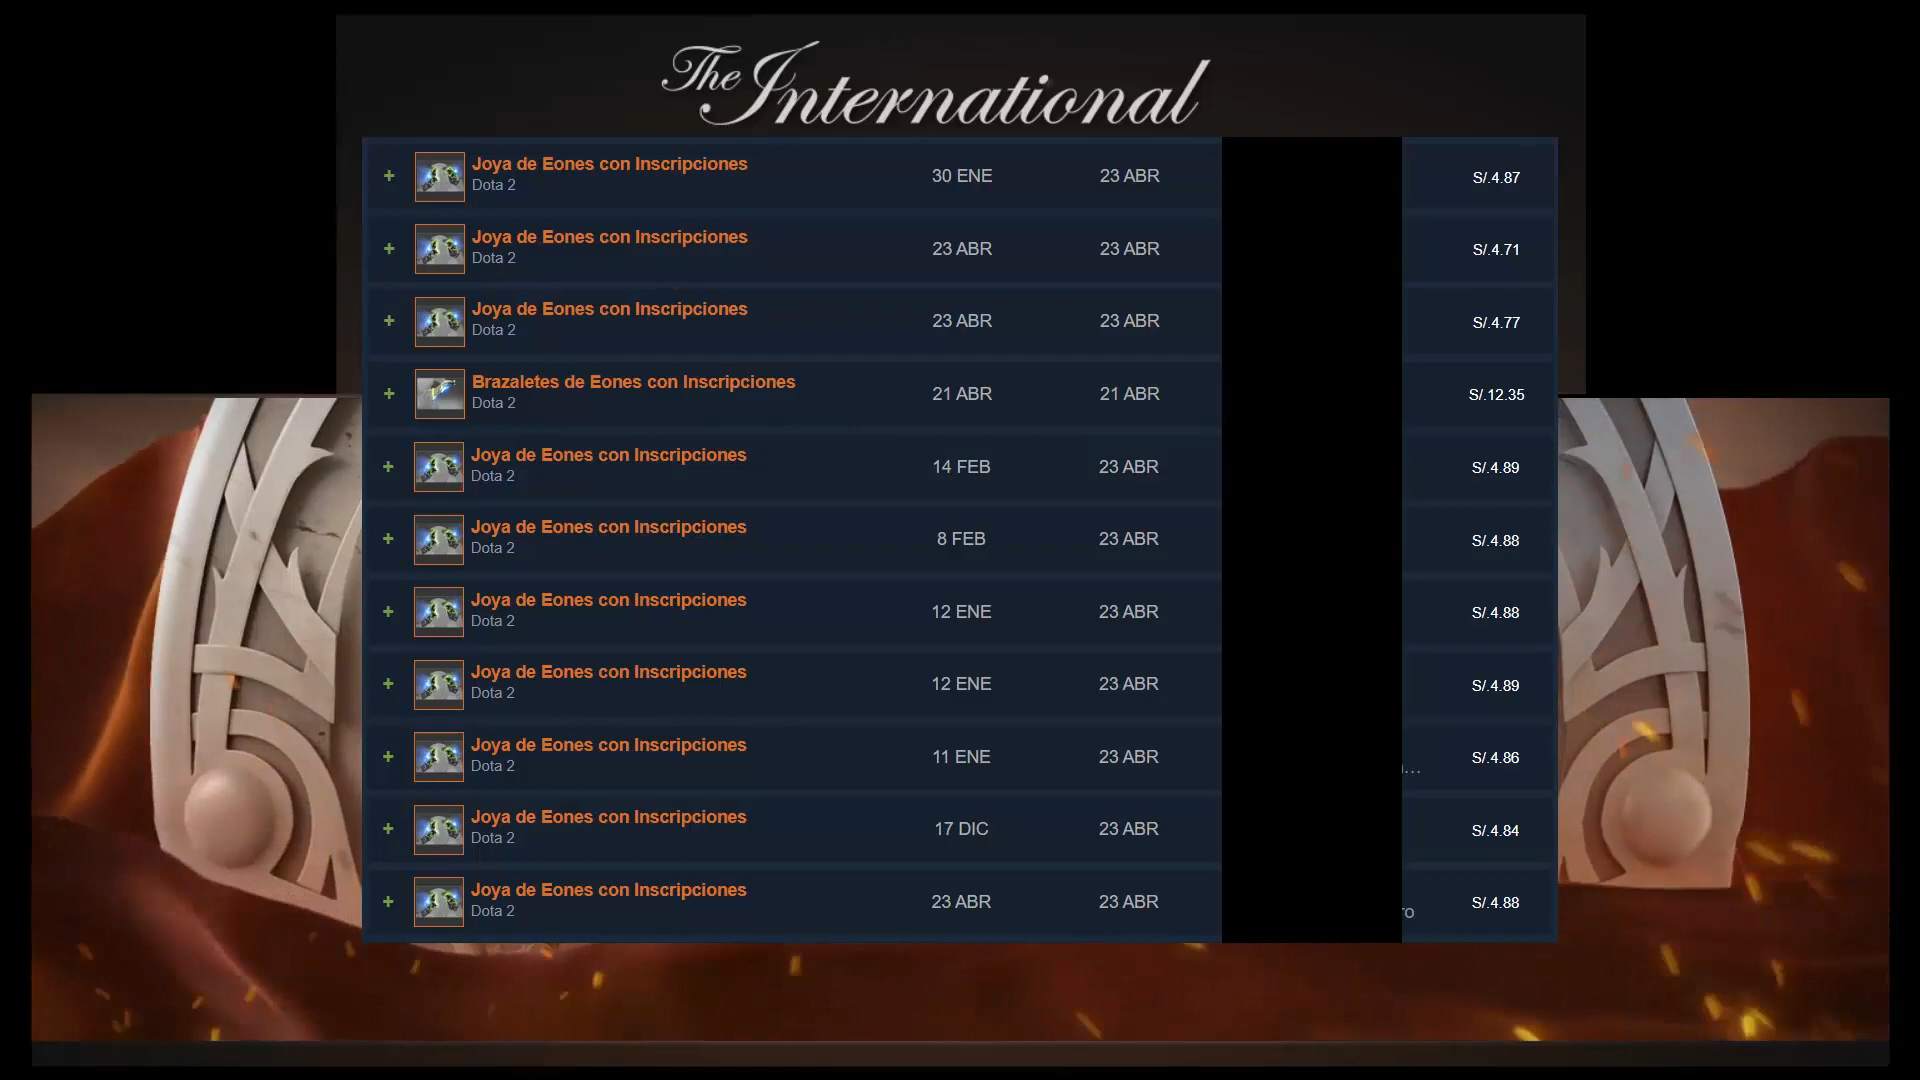 The International
+ Joya de Eones con Inscripciones 30 ENE 23 ABR S/.4.87
Dota 2
+ Joya de Eones con Inscripciones 23 ABR 23 ABR S/.4.71
Dota 2
+ Joya de Eones con Inscripciones 23 ABR 23 ABR S/.4.77
Dota 2
+ Brazaletes de Eones con Inscripciones 21 ABR 21 ABR S/.12.35
Dota 2
+ Joya de Eones con Inscripciones 14 FEB 23 ABR S/.4.89
Dota 2
+ Joya de Eones con Inscripciones 8 FEB 23 ABR S/.4.88
Dota 2
+ Joya de Eones con Inscripciones 12 ENE 23 ABR S/.4.88
Dota 2
+ Joya de Eones con Inscripciones 12 ENE 23 ABR S/.4.89
Dota 2
+ Joya de Eones con Inscripciones 11 ENE 23 ABR S/.4.86
Dota 2
+ Joya de Eones con Inscripciones 17 DIC 23 ABR S/.4.84
Dota 2
+ Joya de Eones con Inscripciones 23 ABR 23 ABR S/.4.88
Dota 2